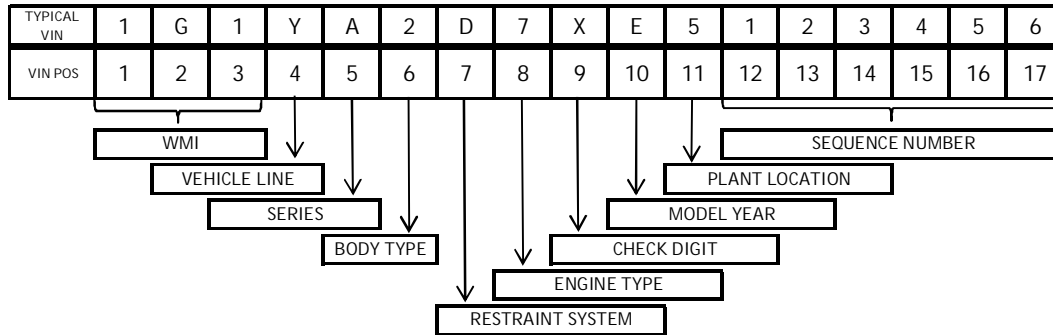 TYPICAL VIN 1 G 1 Y A 2 D 7 X E 5 1 2 3 4 5 6
VIN POS 1 2 3 4 5 6 7 8 9 10 11 12 13 14 15 16 17
WMI SEQUENCE NUMBER
VEHICLE LINE PLANT LOCATION
SERIES MODEL YEAR
BODY TYPE CHECK DIGIT
ENGINE TYPE
RESTRAINT SYSTEM